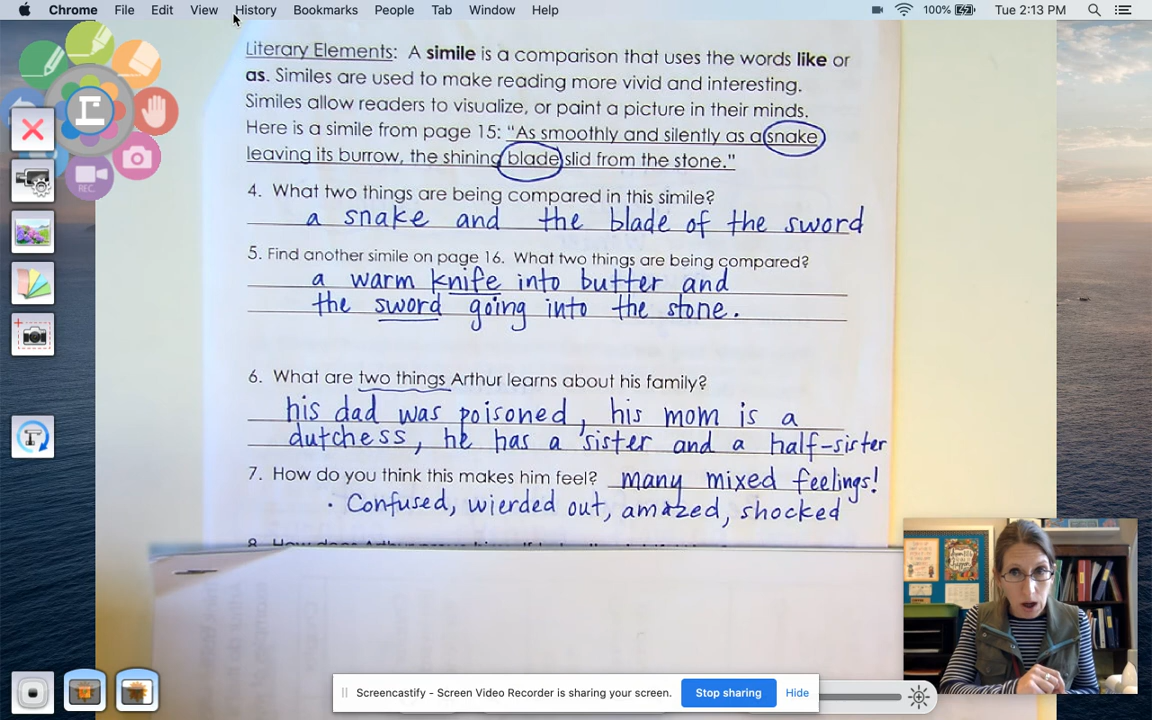 Chrome File Edit View History Bookmarks People Tab Window Help 100% Tue 2:13 PM
Literary Elements: A simile is a comparison that uses the words like or
as. Similes are used to make reading more vivid and interesting.
Similes allow readers to visualize, or paint a picture in their minds.
Here is a simile from page 15: "As smoothly and silently as a snake
leaving its burrow, the shining blade slid from the stone."
REC.
4. What two things are being compared in this simile?
a snake and the blade of the sword
5. Find another simile on page 16. What two things are being compared?
a warm knife into butter and
the sword going into the stone.
6. What are two things Arthur learns about his family?
his dad was poisoned, his mom is a
dutchess, he has a sister and a half-sister
7. How do you think this makes him feel? many mixed feelings!
· Confused, wierded out, amazed, shocked
8. How does Arthur
Screencastify - Screen Video Recorder is sharing your screen. Stop sharing Hide